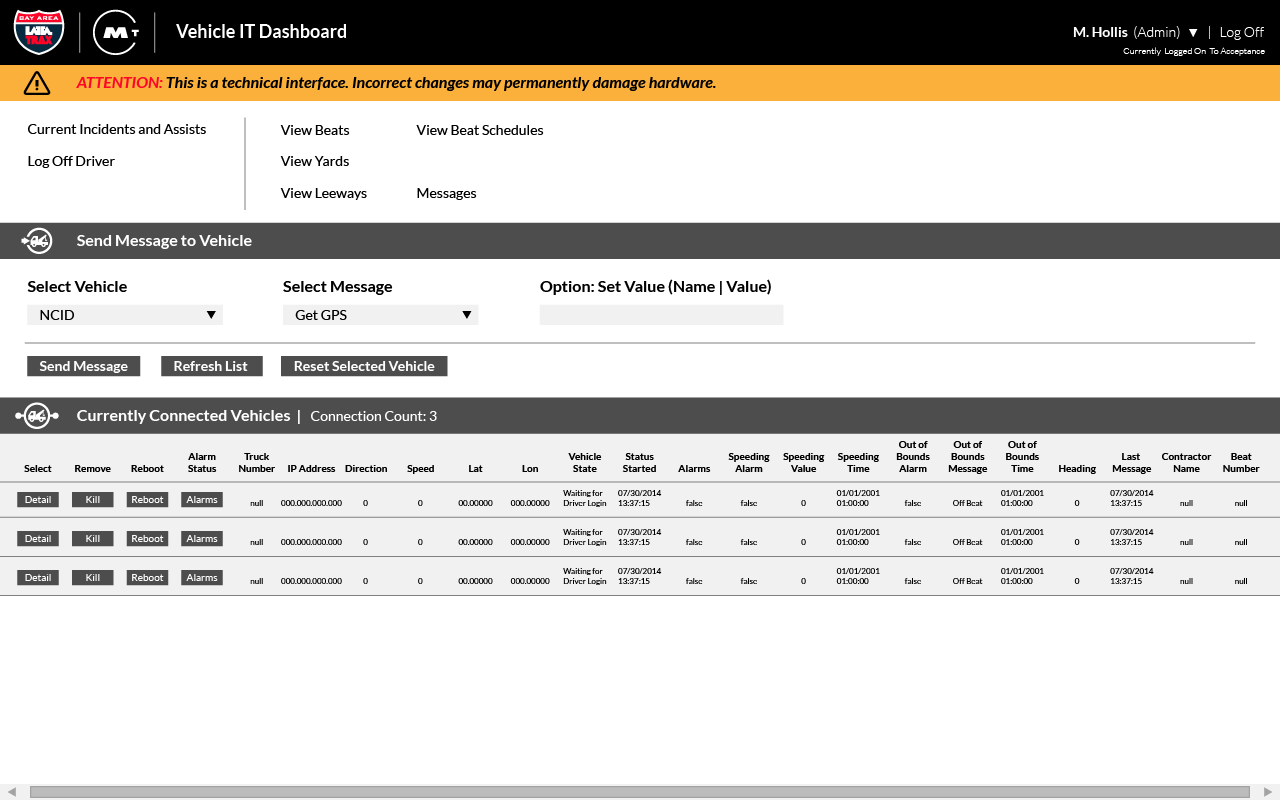 BAY AREA
LATA
TRAX
MT
Vehicle IT Dashboard
M. Hollis (Admin) ▼ | Log Off
Currently Logged On To Acceptance
ATTENTION: This is a technical interface. Incorrect changes may permanently damage hardware.
Current Incidents and Assists
Log Off Driver
View Beats
View Beat Schedules
View Yards
View Leeways
Messages
Send Message to Vehicle
Select Vehicle
Select Message
Option: Set Value (Name | Value)
NCID ▼
Get GPS ▼
Send Message
Refresh List
Reset Selected Vehicle
Currently Connected Vehicles | Connection Count: 3
Select
Remove
Reboot
Alarm
Status
Truck
Number
IP Address
Direction
Speed
Lat
Lon
Vehicle
State
Status
Started
Alarms
Speeding
Alarm
Speeding
Value
Speeding
Time
Out of
Bounds
Alarm
Out of
Bounds
Message
Out of
Bounds
Time
Heading
Last
Message
Contractor
Name
Beat
Number
Detail
Kill
Reboot
Alarms
null
000.000.000.000
0
0
00.00000
000.00000
Waiting for
Driver Login
07/30/2014
13:37:15
false
false
0
01/01/2001
01:00:00
false
Off Beat
01/01/2001
01:00:00
0
07/30/2014
13:37:15
null
null
Detail
Kill
Reboot
Alarms
null
000.000.000.000
0
0
00.00000
000.00000
Waiting for
Driver Login
07/30/2014
13:37:15
false
false
0
01/01/2001
01:00:00
false
Off Beat
01/01/2001
01:00:00
0
07/30/2014
13:37:15
null
null
Detail
Kill
Reboot
Alarms
null
000.000.000.000
0
0
00.00000
000.00000
Waiting for
Driver Login
07/30/2014
13:37:15
false
false
0
01/01/2001
01:00:00
false
Off Beat
01/01/2001
01:00:00
0
07/30/2014
13:37:15
null
null